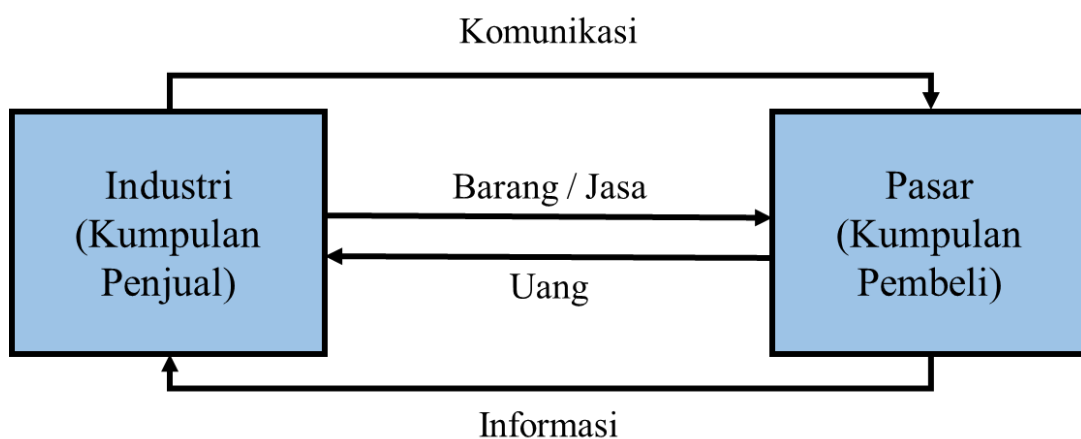 Komunikasi
Industri
(Kumpulan
Penjual)
Barang / Jasa
Uang
Pasar
(Kumpulan
Pembeli)
Informasi